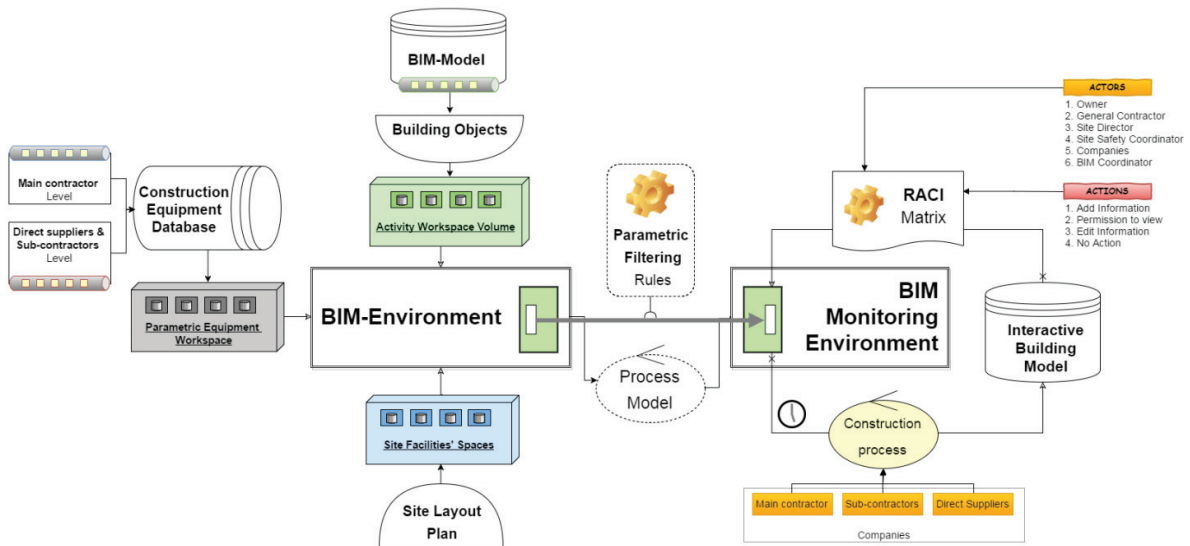 BIM-Model
Building Objects
Activity Workspace Volume
Main contractor
Level
Direct suppliers &
Sub-contractors
Level
Construction
Equipment
Database
Parametric Equipment
Workspace
BIM-Environment
Site Facilities' Spaces
Site Layout
Plan
Parametric
Filtering
Rules
Process
Model
BIM
Monitoring
Environment
RACI
Matrix
ACTORS
1. Owner
2. General Contractor
3. Site Director
4. Site Safety Coordinator
5. Companies
6. BIM Coordinator
ACTIONS
1. Add Information
2. Permission to view
3. Edit Information
4. No Action
Interactive
Building
Model
Construction
process
Main contractor
Sub-contractors
Direct Suppliers
Companies